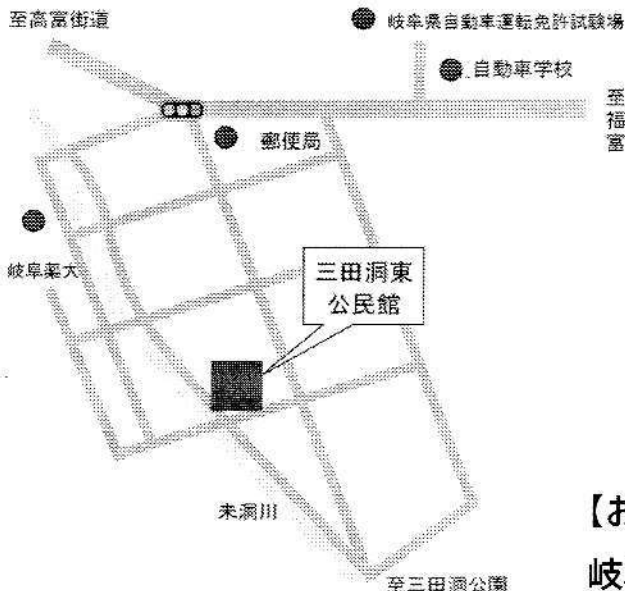 至高富街道
岐阜県自動車運転免許試験場
自動車学校
至福富
郵便局
岐阜薬大
三田洞東
公民館
未洞川
至三田洞公園
【お
岐